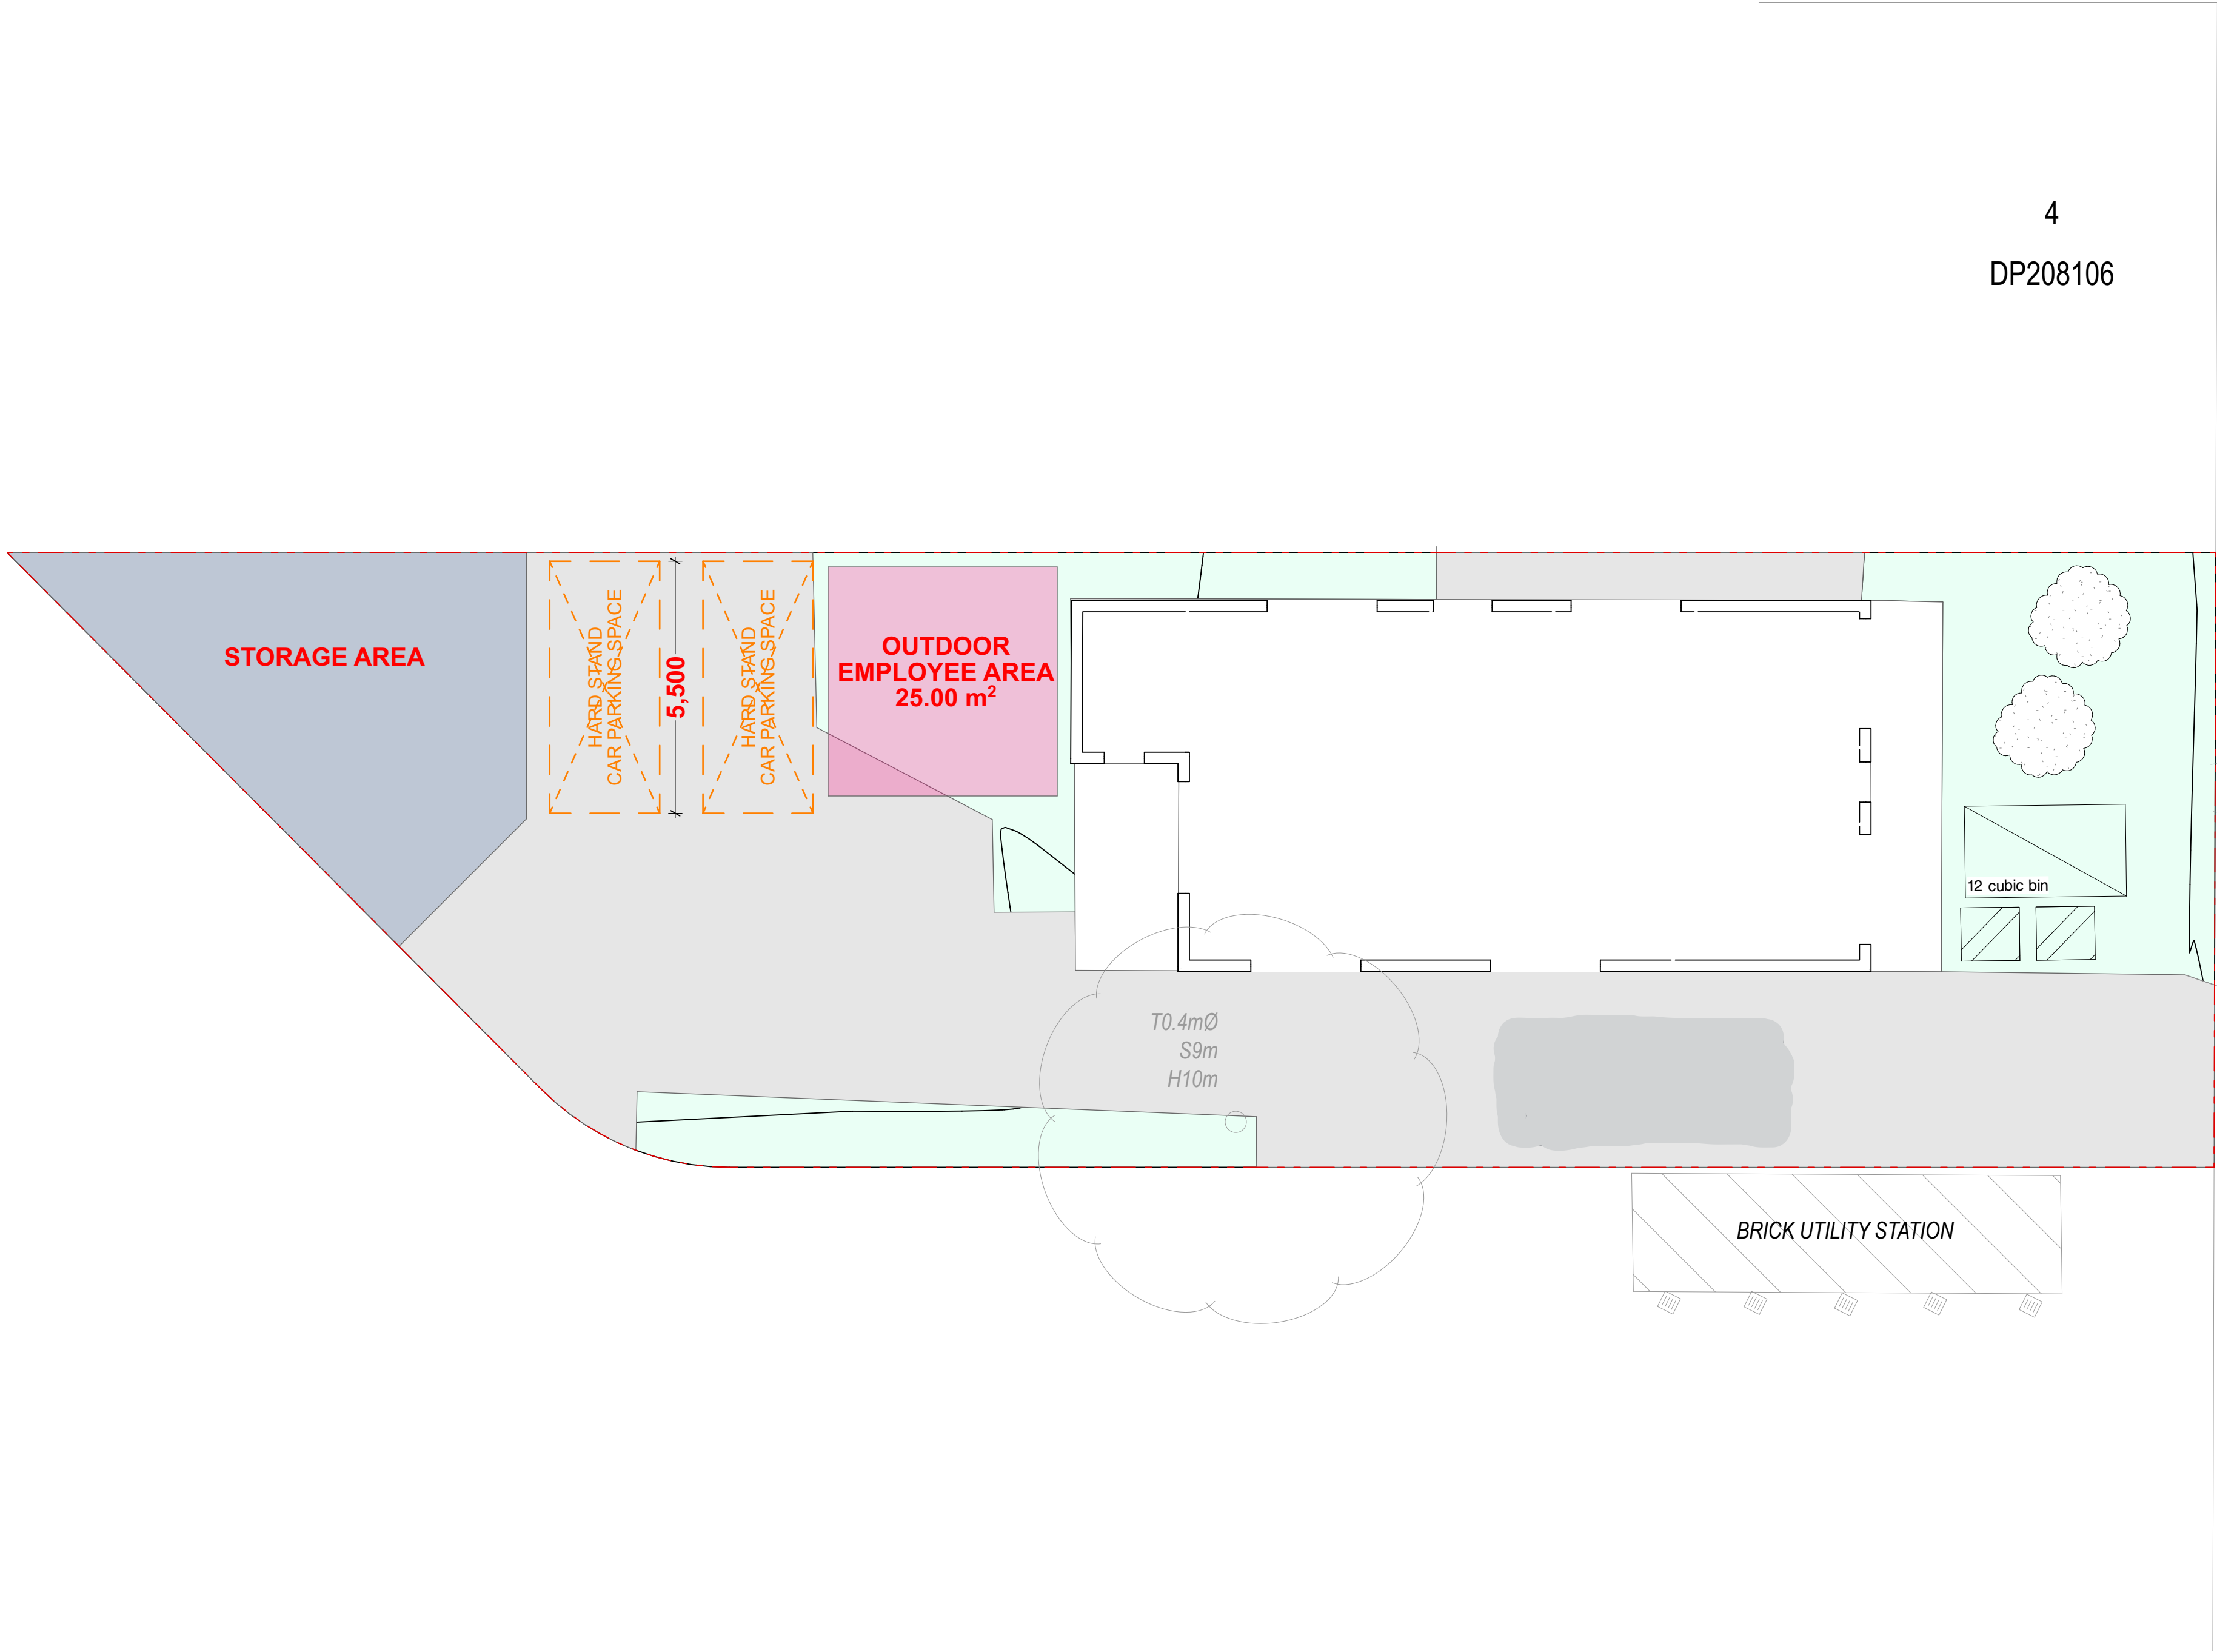 4
DP208106
STORAGE AREA
HARD STAND
CAR PARKING SPACE
5,500
HARD STAND
CAR PARKING SPACE
OUTDOOR
EMPLOYEE AREA
25.00 m²
12 cubic bin
T0.4mØ
S9m
H10m
BRICK UTILITY STATION